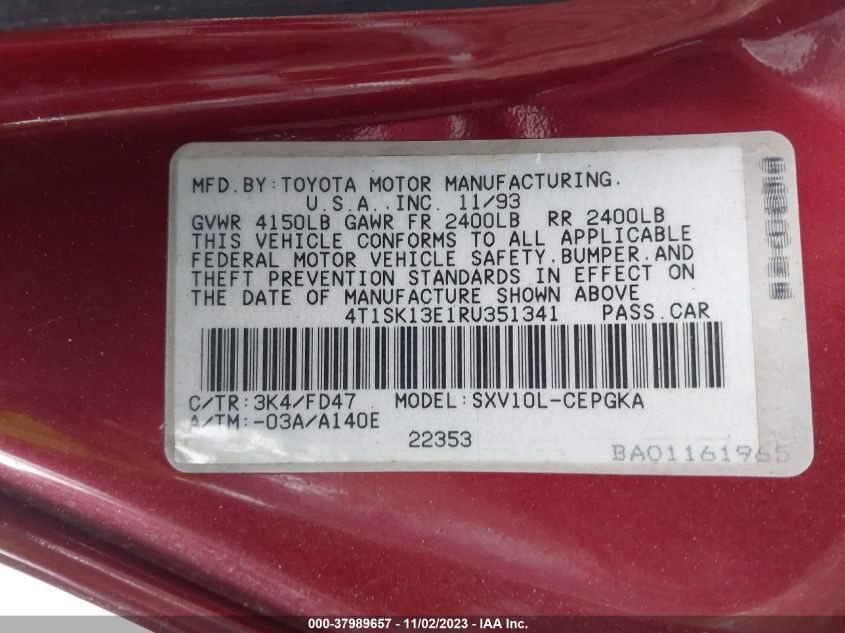 MFD.BY:TOYOTA MOTOR MANUFACTURING,
U.S.A.,INC. 11/93
GVWR 4150LB GAWR FR 2400LB RR 2400LB
THIS VEHICLE CONFORMS TO ALL APPLICABLE
FEDERAL MOTOR VEHICLE SAFETY,BUMPER,AND
THEFT PREVENTION STANDARDS IN EFFECT ON
THE DATE OF MANUFACTURE SHOWN ABOVE
4T1SK13E1RU351341 PASS.CAR
C/TR:3K4/FD47 MODEL:SXV10L-CEPGKA
A/TM:-03A/A140E
22353
BA01161965
000-37989657 - 11/02/2023 - IAA Inc.